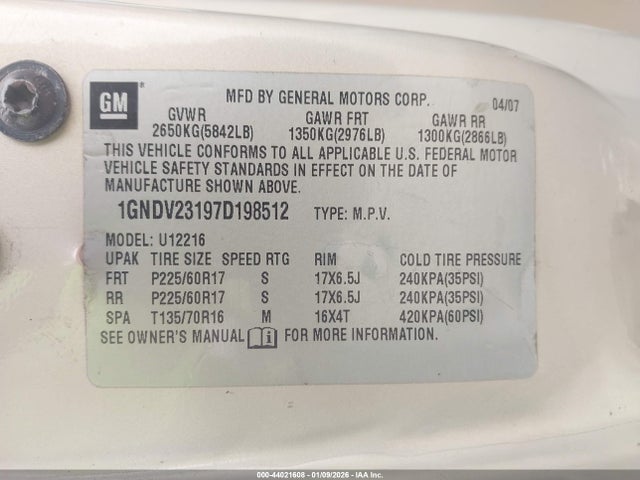 GM
MFD BY GENERAL MOTORS CORP. 04/07
GVWR GAWR FRT GAWR RR
2650KG(5842LB) 1350KG(2976LB) 1300KG(2866LB)
THIS VEHICLE CONFORMS TO ALL APPLICABLE U.S. FEDERAL MOTOR
VEHICLE SAFETY STANDARDS IN EFFECT ON THE DATE OF
MANUFACTURE SHOWN ABOVE.
1GNDV23197D198512 TYPE: M.P.V.
MODEL: U12216
UPAK TIRE SIZE SPEED RTG RIM COLD TIRE PRESSURE
FRT P225/60R17 S 17X6.5J 240KPA(35PSI)
RR P225/60R17 S 17X6.5J 240KPA(35PSI)
SPA T135/70R16 M 16X4T 420KPA(60PSI)
SEE OWNER'S MANUAL FOR MORE INFORMATION.
000-44021608 - 01/09/2026 - IAA Inc.